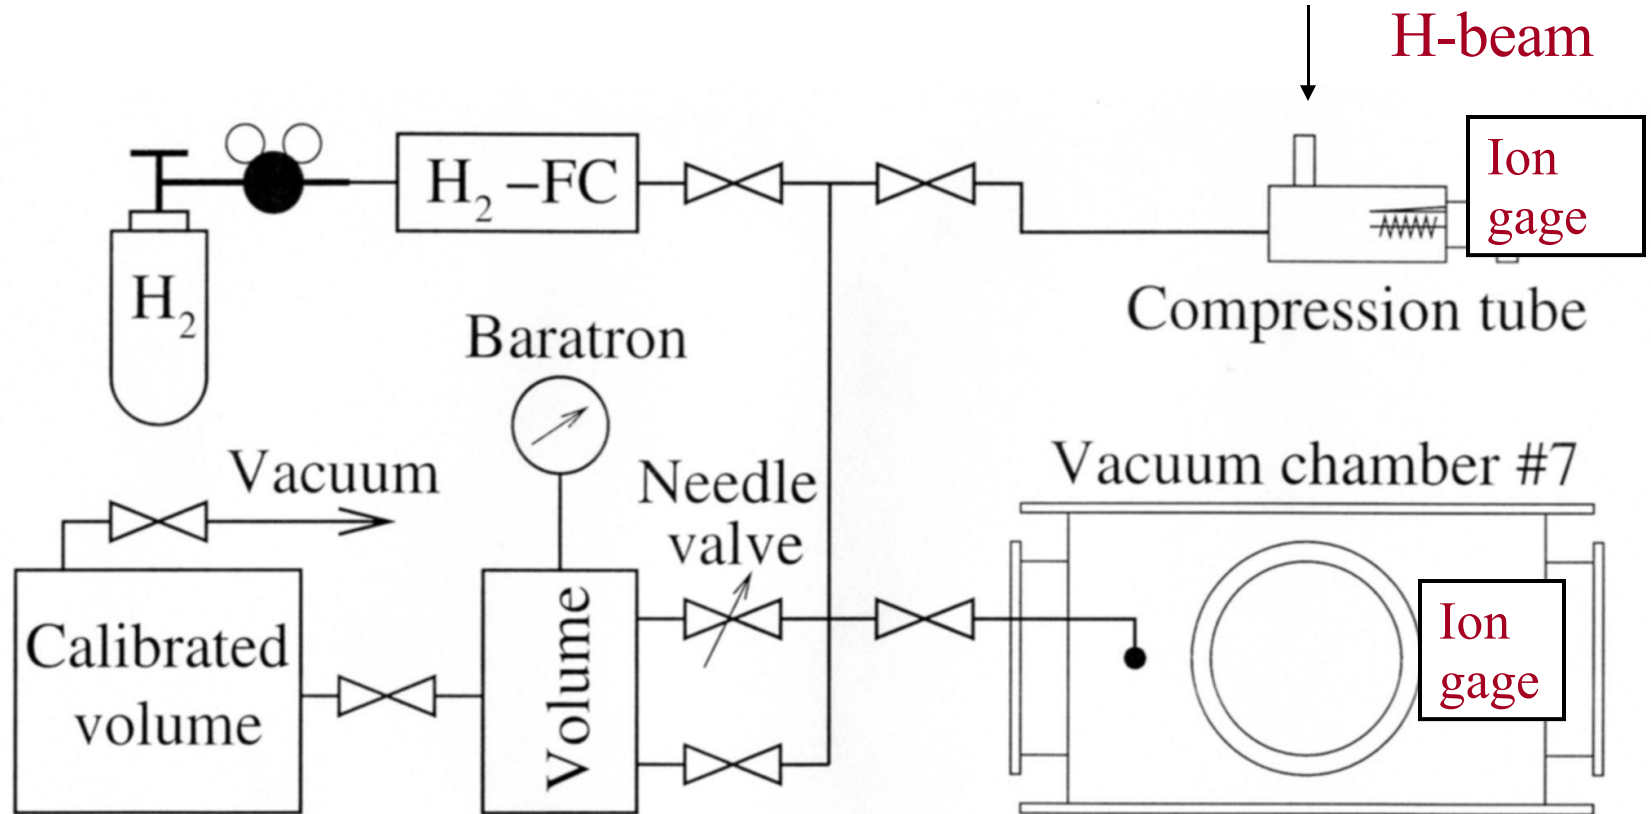 H-beam
Ion
gage
H₂–FC
H₂
Compression tube
Baratron
Vacuum
Needle
valve
Vacuum chamber #7
Calibrated
volume
Volume
Ion
gage